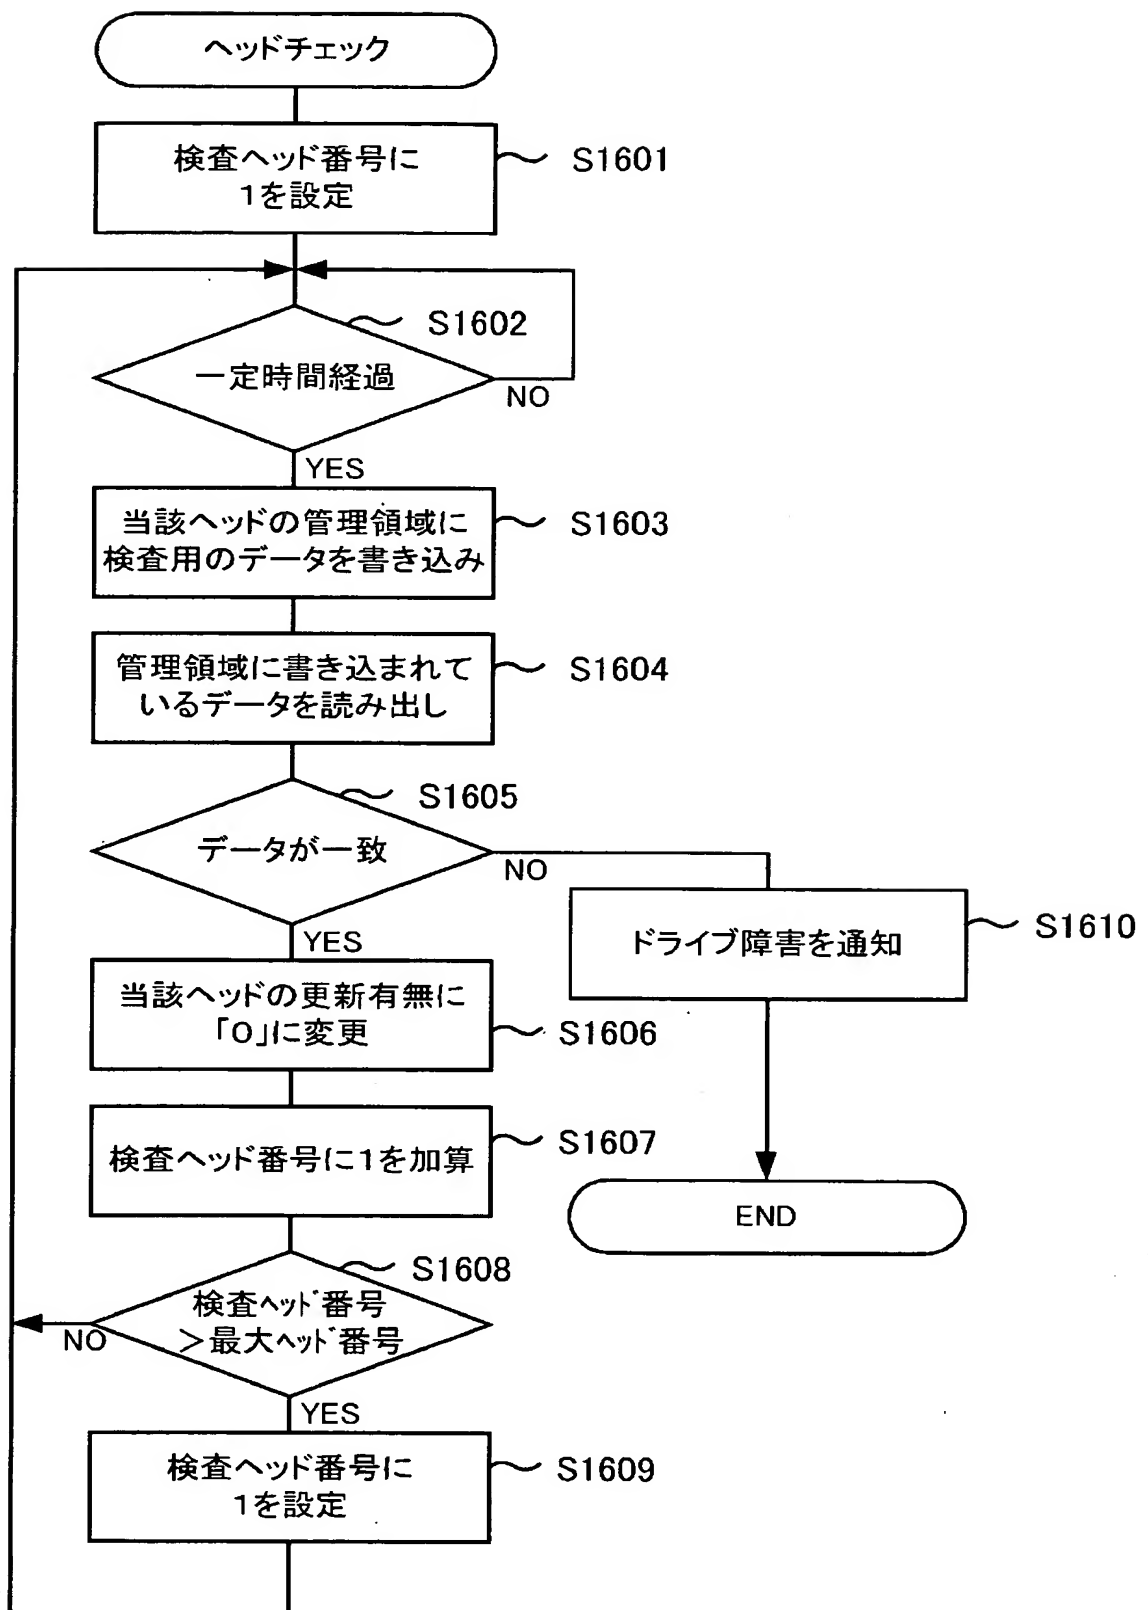 ヘッドチェック
検査ヘッド番号に
1を設定
S1601
S1602
一定時間経過
NO
YES
当該ヘッドの管理領域に
検査用のデータを書き込み
S1603
管理領域に書き込まれて
いるデータを読み出し
S1604
S1605
データが一致
NO
YES
ドライブ障害を通知
S1610
当該ヘッドの更新有無に
「0」に変更
S1606
検査ヘッド番号に1を加算
S1607
END
S1608
検査ヘッド番号
>最大ヘッド番号
NO
YES
検査ヘッド番号に
1を設定
S1609